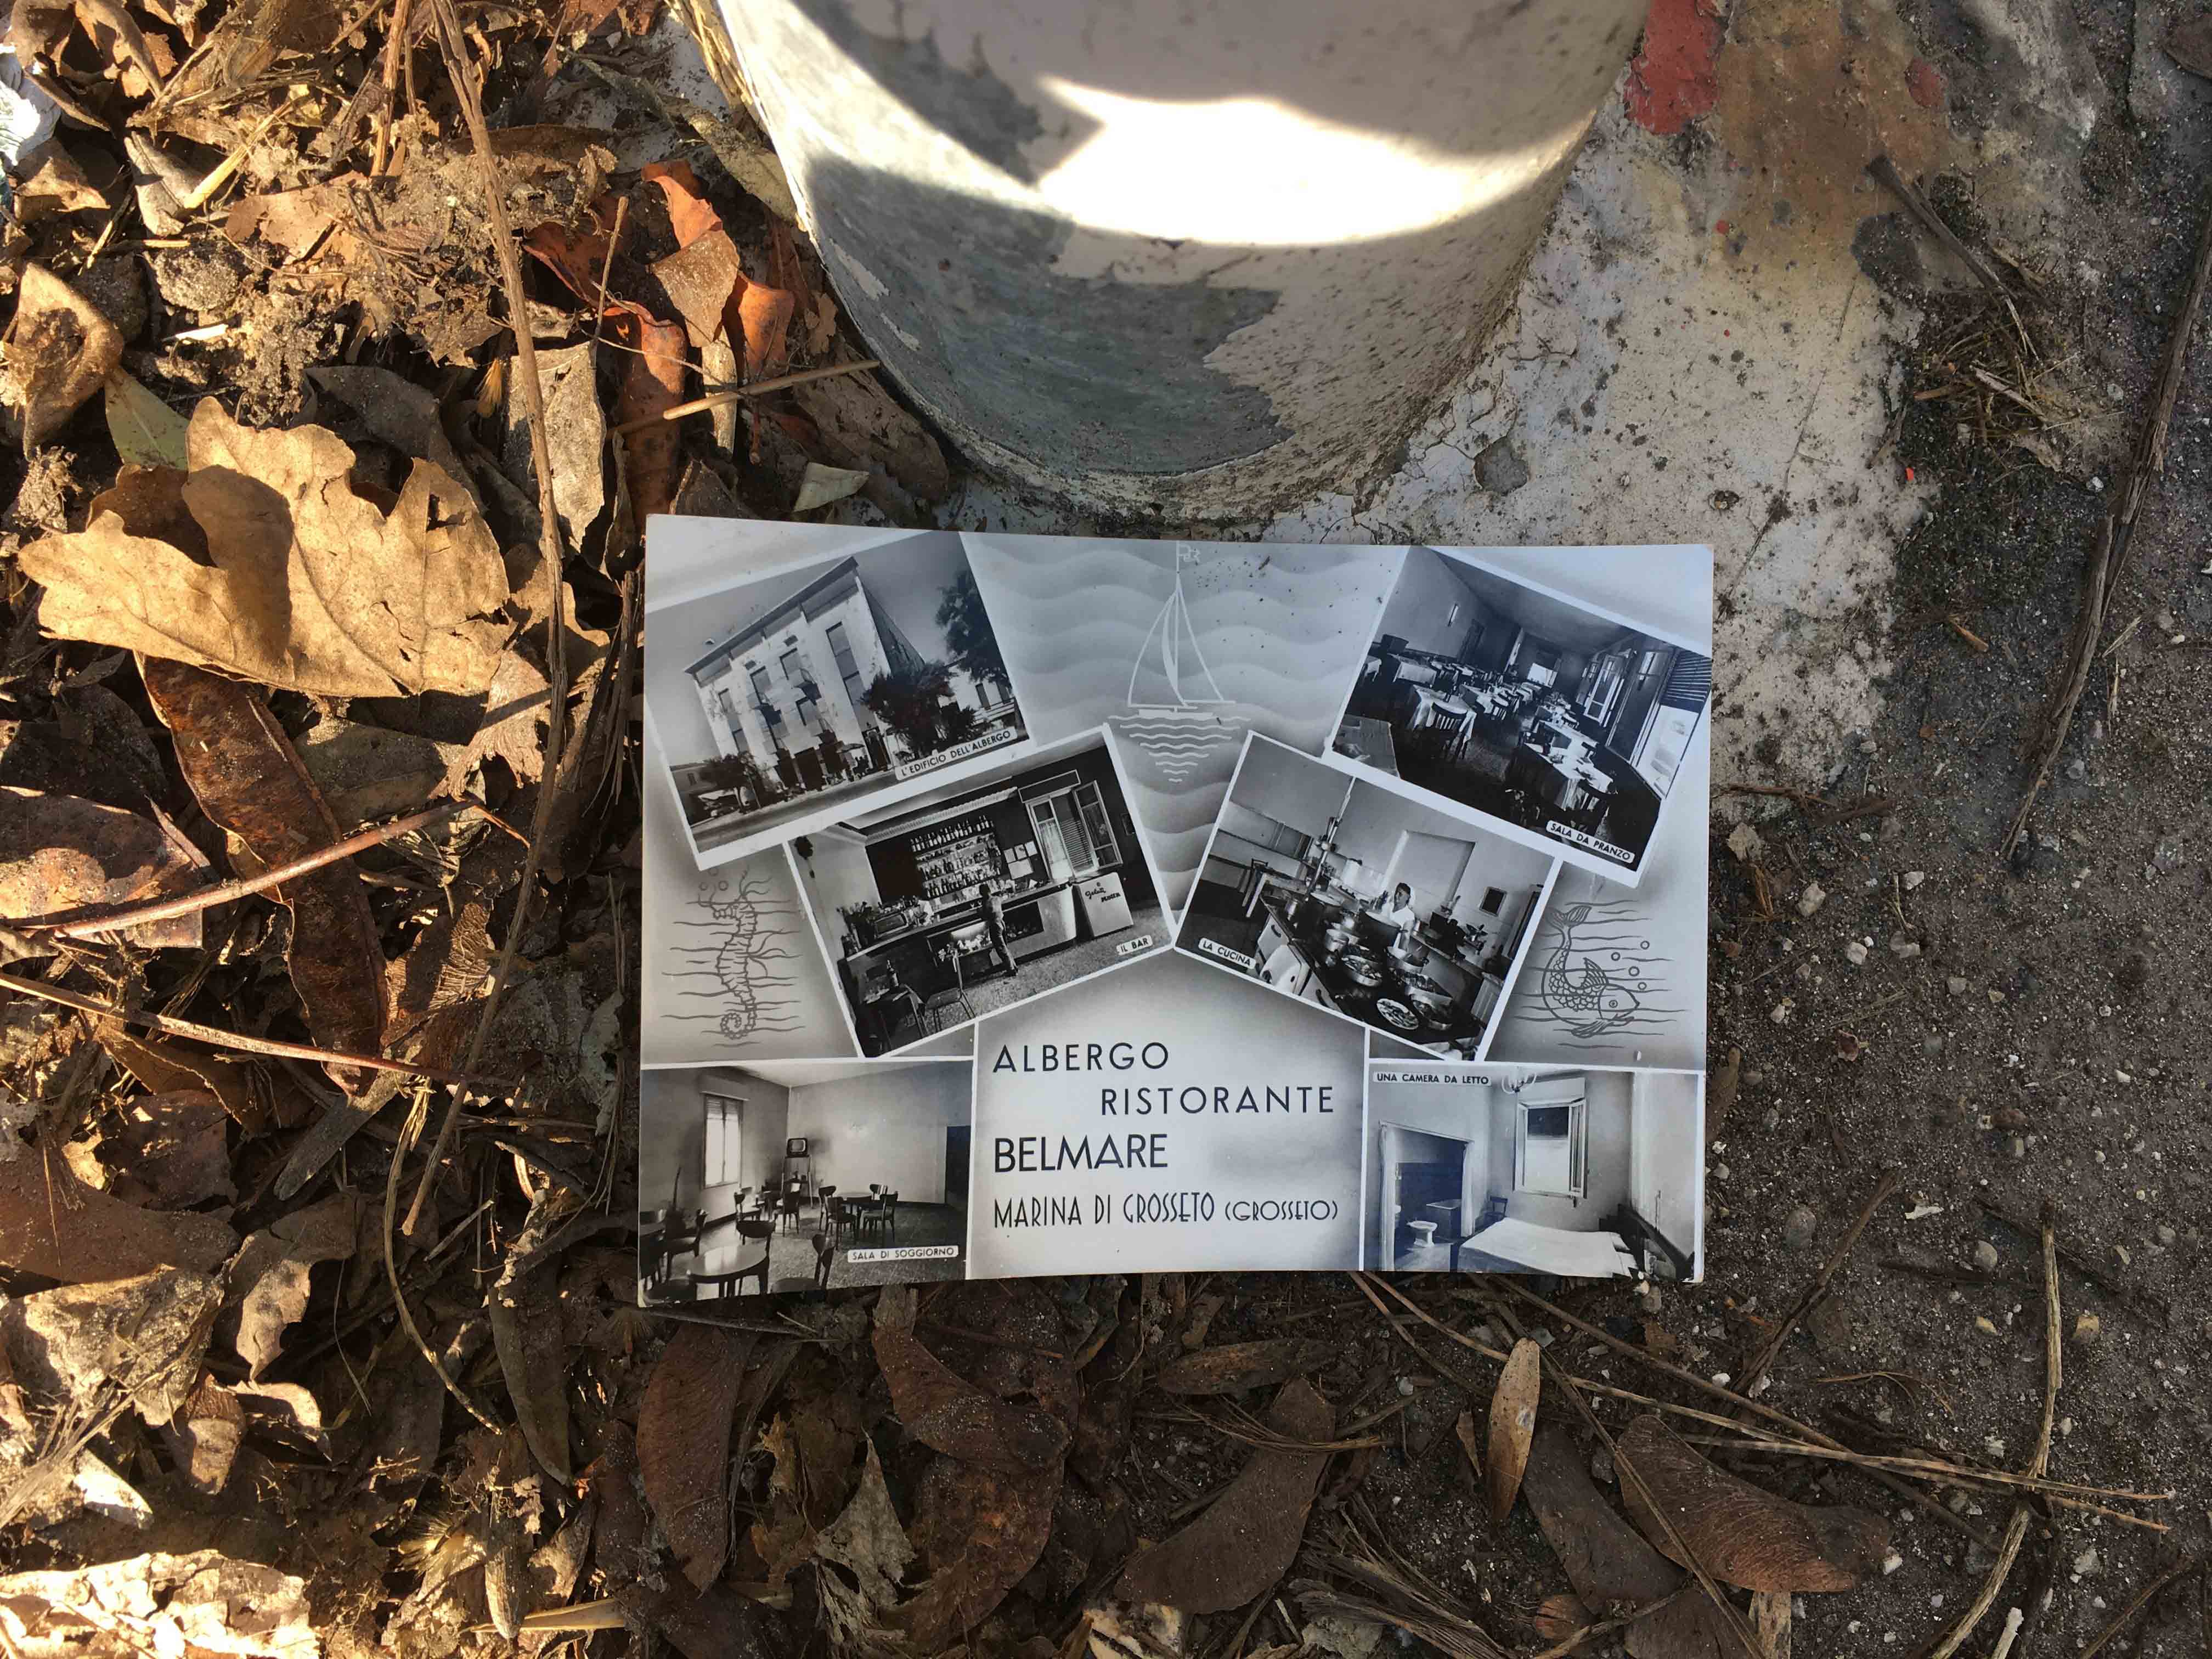 L'EDIFICIO DELL'ALBERGO
SALA DA PRANZO
Gelati
IL BAR
LA CUCINA
ALBERGO
RISTORANTE
BELMARE
MARINA DI GROSSETO (GROSSETO)
SALA DI SOGGIORNO
UNA CAMERA DA LETTO